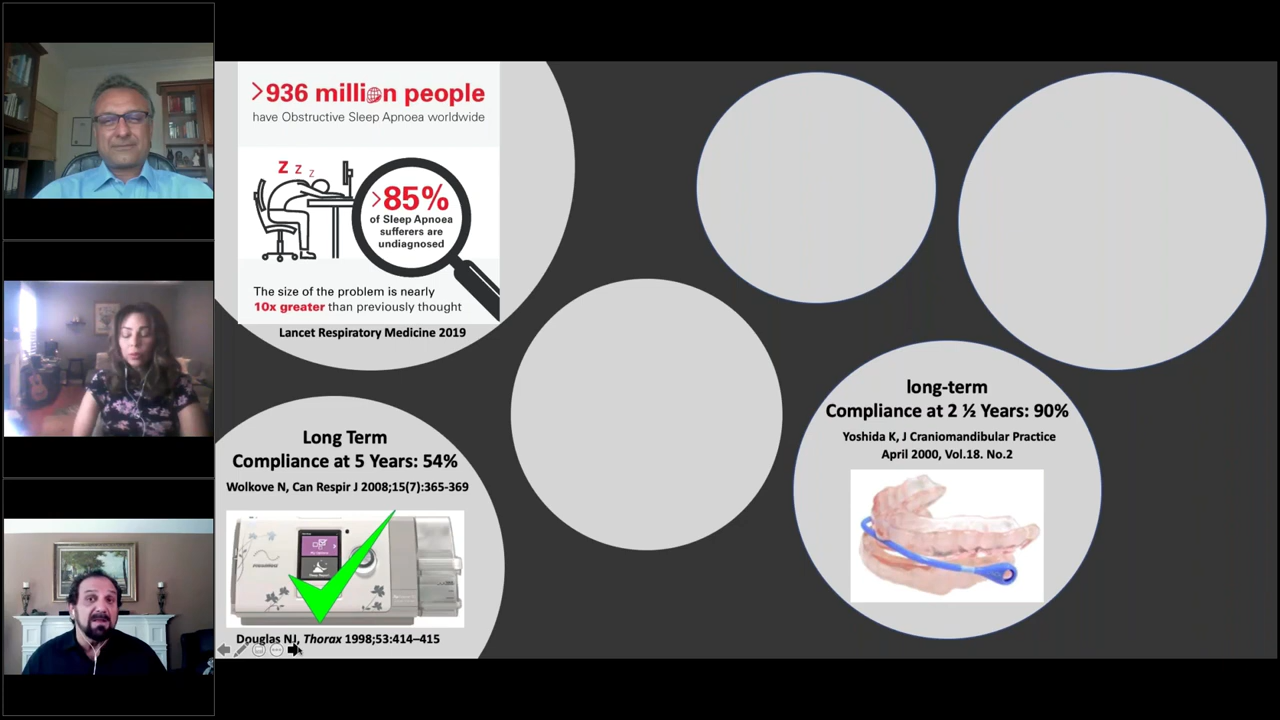 >936 million people
have Obstructive Sleep Apnoea worldwide
Z Z Z
>85%
of Sleep Apnoea
sufferers are
undiagnosed
The size of the problem is nearly
10x greater than previously thought
Lancet Respiratory Medicine 2019
Long Term
Compliance at 5 Years: 54%
Wolkove N, Can Respir J 2008;15(7):365-369
Douglas NJ, Thorax 1998;53:414–415
long-term
Compliance at 2 ½ Years: 90%
Yoshida K, J Craniomandibular Practice
April 2000, Vol.18. No.2